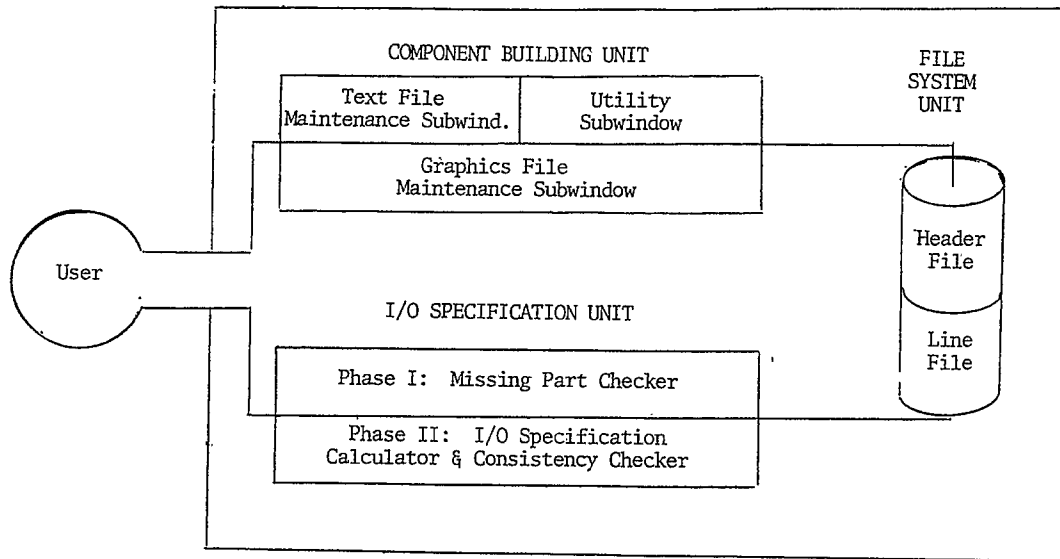 COMPONENT BUILDING UNIT
Text File
Maintenance Subwind.
Utility
Subwindow
Graphics File
Maintenance Subwindow
FILE
SYSTEM
UNIT
Header
File
Line
File
User
I/O SPECIFICATION UNIT
Phase I: Missing Part Checker
Phase II: I/O Specification
Calculator & Consistency Checker